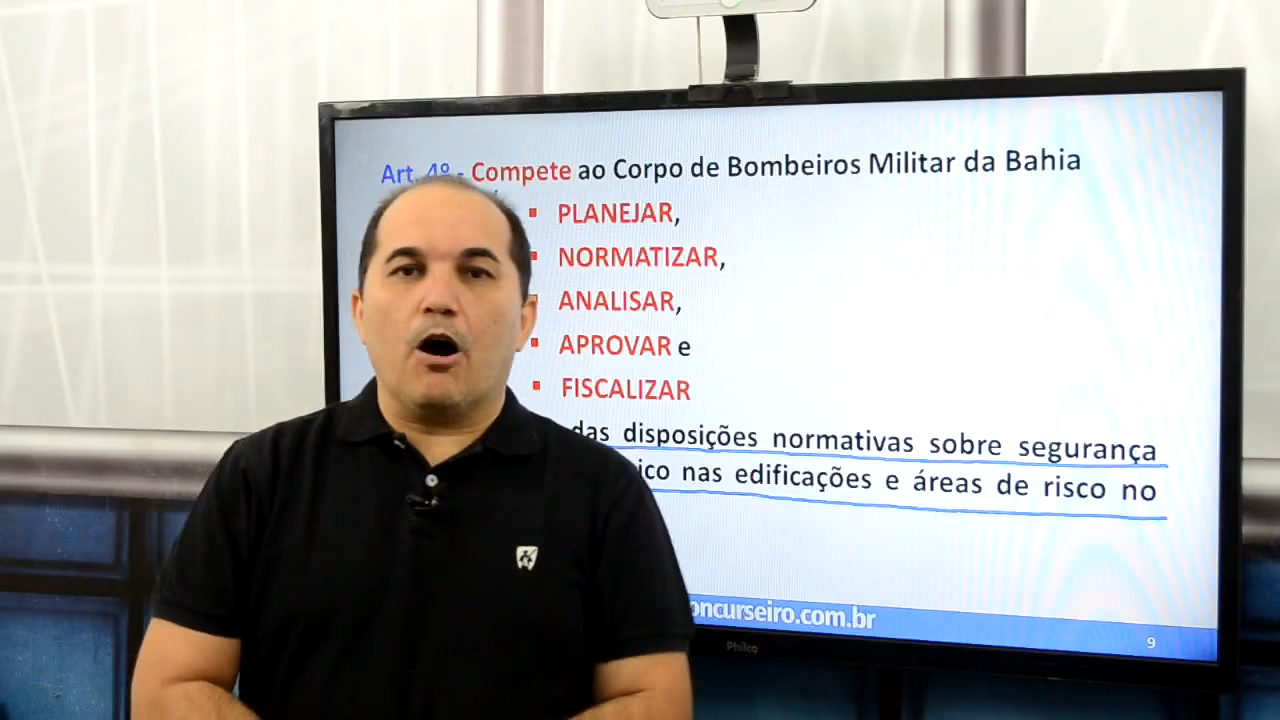 Art. 4º - Compete ao Corpo de Bombeiros Militar da Bahia
PLANEJAR,
NORMATIZAR,
ANALISAR,
APROVAR e
FISCALIZAR
das disposições normativas sobre segurança
nas edificações e áreas de risco no
oncurseiro.com.br
9
Philco